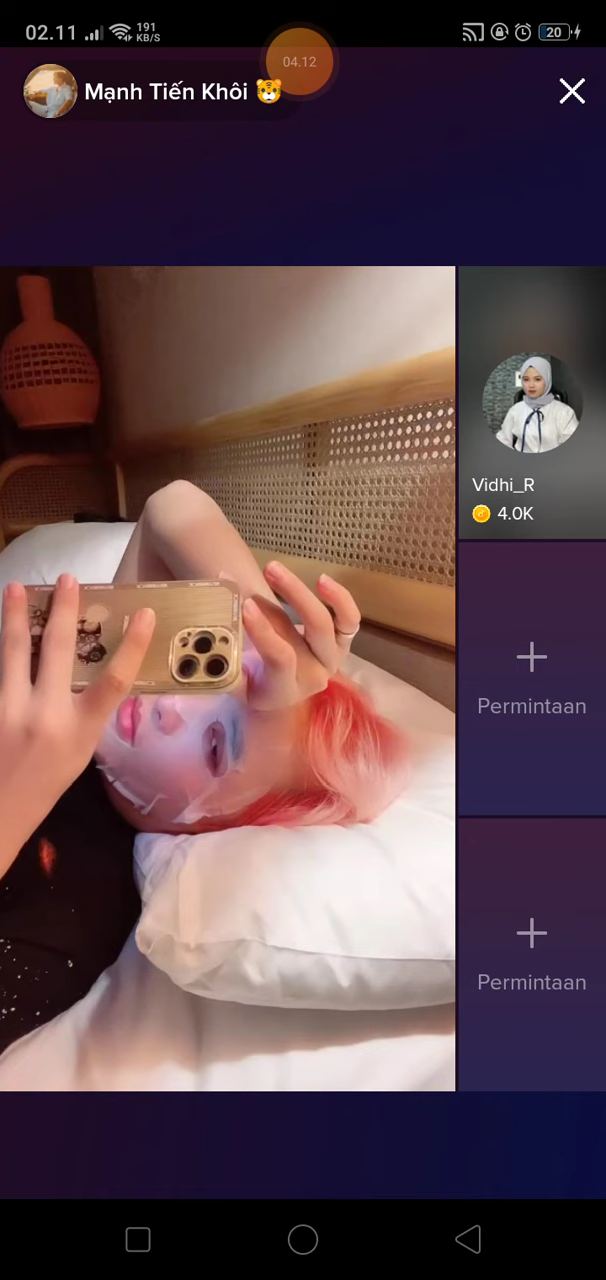 02.11
191
KB/S
20
04.12
Mạnh Tiến Khôi 🐯
Vidhi_R
4.0K
Permintaan
Permintaan